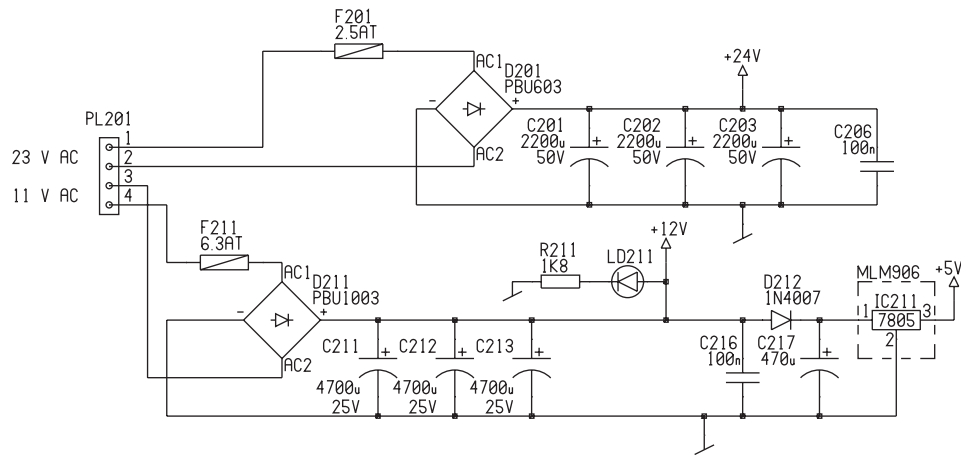 F201
2.5AT
+24V
AC1
D201
PBU603
-
+
PL201
1
2
3
4
23 V AC
11 V AC
AC2
C201
2200u
50V
+
C202
2200u
50V
+
C203
2200u
50V
+
C206
100n
F211
6.3AT
+12V
R211
1K8
LD211
AC1
D211
PBU1003
-
+
AC2
D212
1N4007
MLM906
+5V
IC211
1
7805
3
2
C211
+
4700u
25V
C212
+
4700u
25V
C213
+
4700u
25V
C216
100n
C217
470u
+